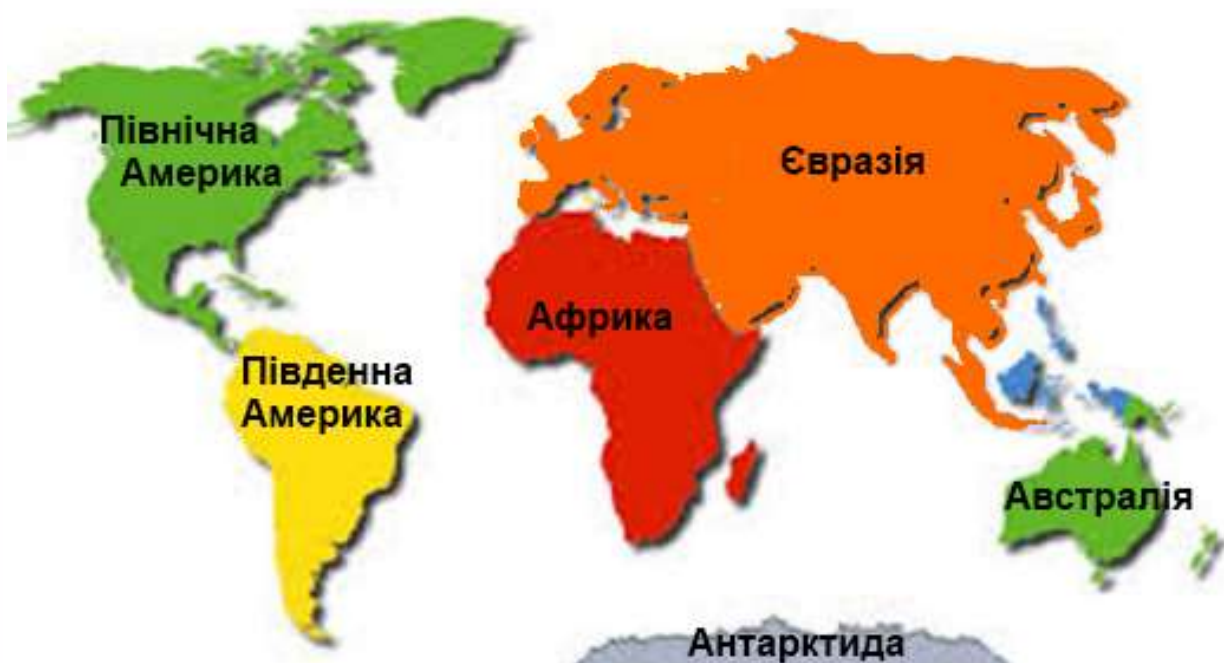 Північна
Америка
Євразія
Африка
Південна
Америка
Австралія
Антарктида